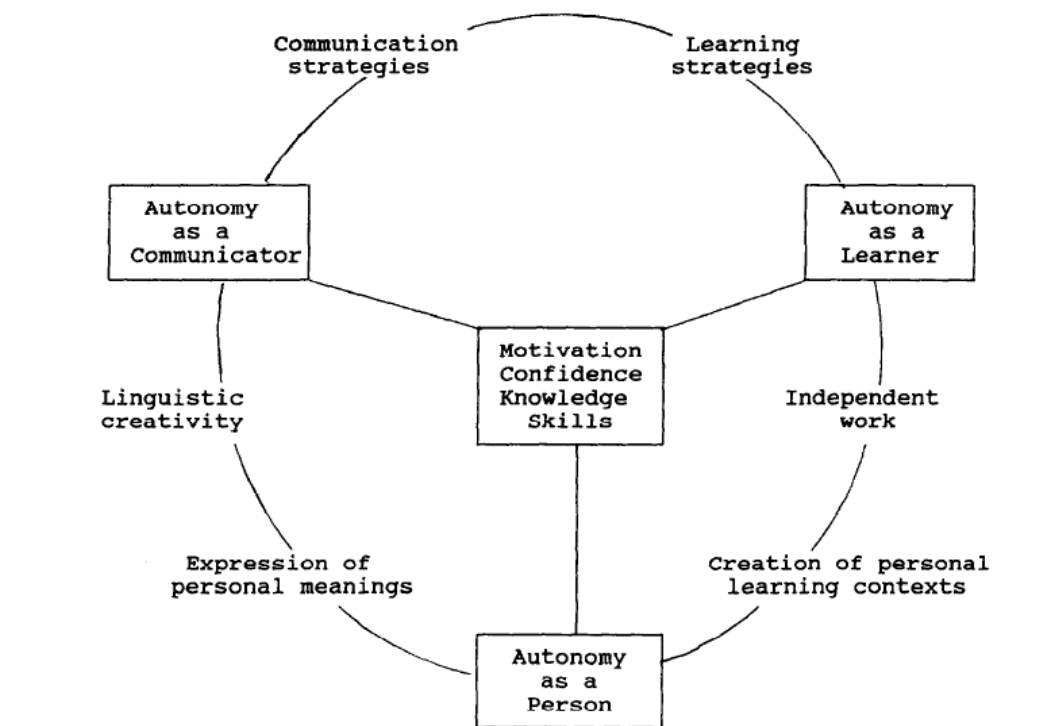 Communication
strategies
Learning
strategies
Autonomy
as a
Communicator
Autonomy
as a
Learner
Motivation
Confidence
Knowledge
Skills
Linguistic
creativity
Independent
work
Expression of
personal meanings
Creation of personal
learning contexts
Autonomy
as a
Person